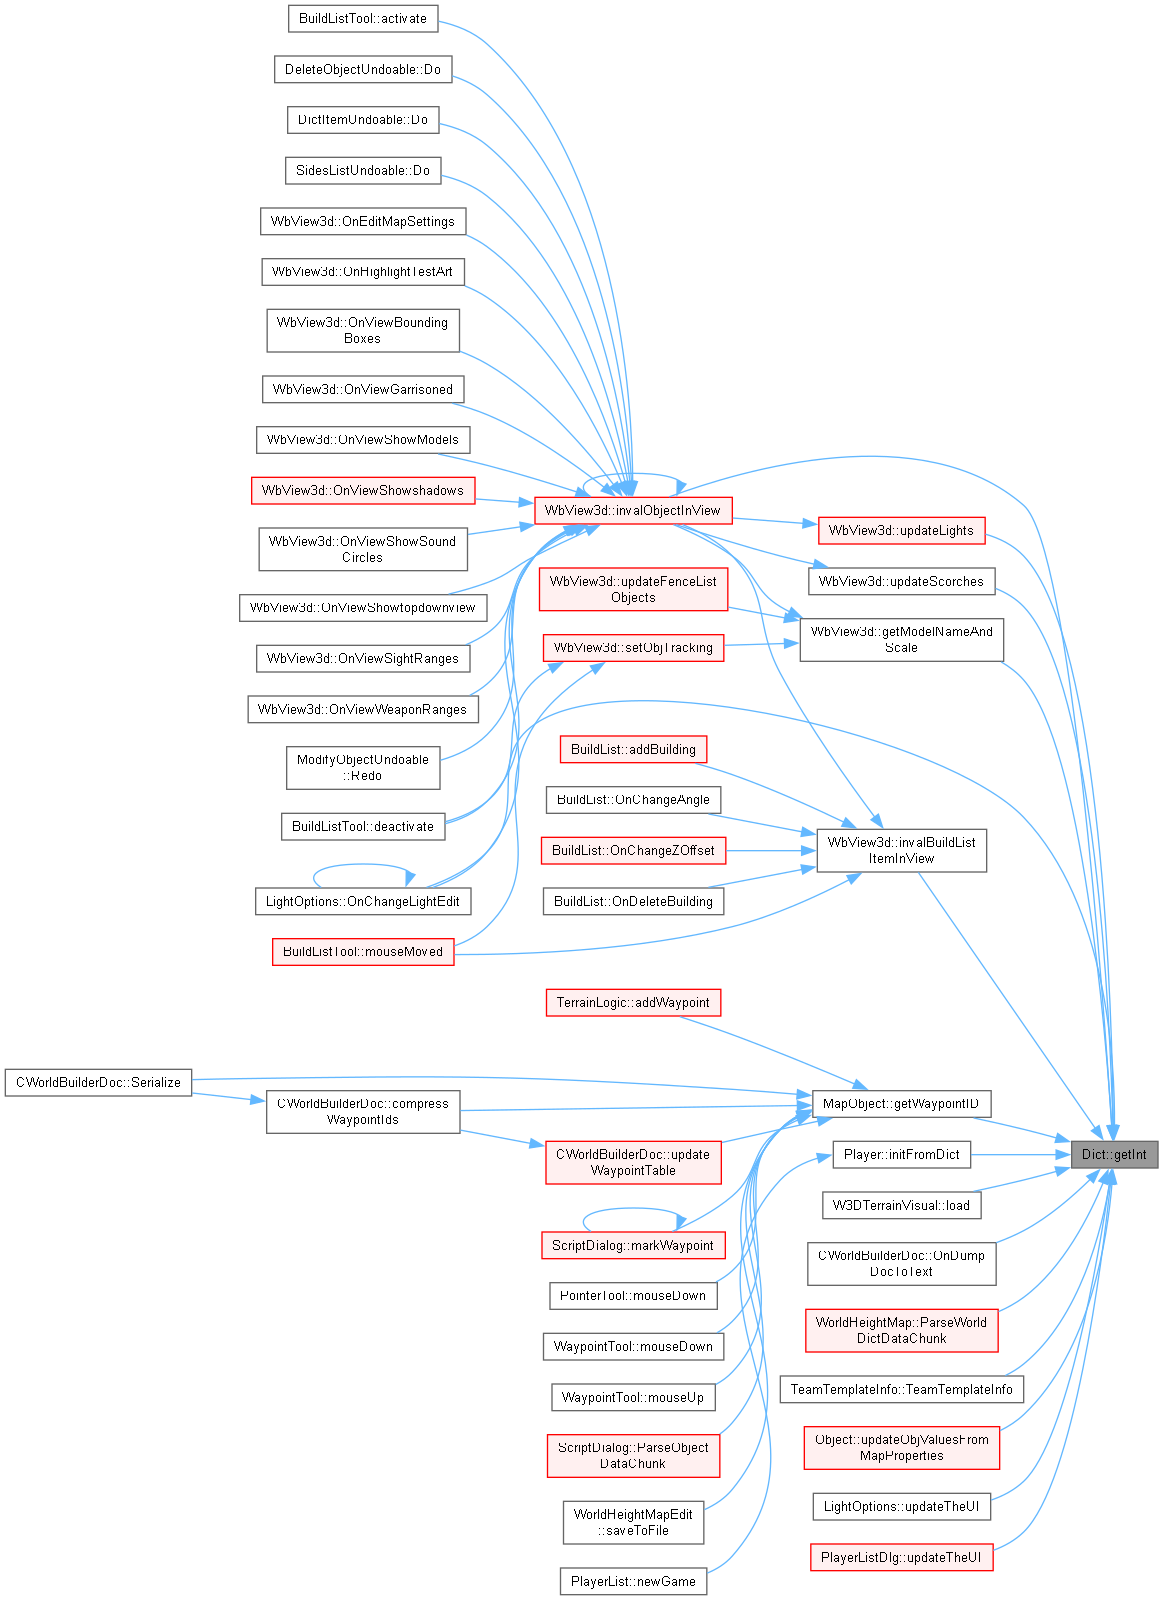 BuildListTool::activate
DeleteObjectUndoable::Do
DictItemUndoable::Do
SidesListUndoable::Do
WbView3d::OnEditMapSettings
WbView3d::OnHighlightTestArt
WbView3d::OnViewBounding
Boxes
WbView3d::OnViewGarrisoned
WbView3d::OnViewShowModels
WbView3d::OnViewShowshadows
WbView3d::OnViewShowSound
Circles
WbView3d::OnViewShowtopdownview
WbView3d::OnViewSightRanges
WbView3d::OnViewWeaponRanges
ModifyObjectUndoable
::Redo
BuildListTool::deactivate
LightOptions::OnChangeLightEdit
BuildListTool::mouseMoved
CWorldBuilderDoc::Serialize
CWorldBuilderDoc::compress
WaypointIds
WbView3d::invalObjectInView
WbView3d::updateFenceList
Objects
WbView3d::setObjTracking
BuildList::addBuilding
BuildList::OnChangeAngle
BuildList::OnChangeZOffset
BuildList::OnDeleteBuilding
TerrainLogic::addWaypoint
CWorldBuilderDoc::update
WaypointTable
ScriptDialog::markWaypoint
PointerTool::mouseDown
WaypointTool::mouseDown
WaypointTool::mouseUp
ScriptDialog::ParseObject
DataChunk
WorldHeightMapEdit
::saveToFile
PlayerList::newGame
WbView3d::updateLights
WbView3d::updateScorches
WbView3d::getModelNameAnd
Scale
WbView3d::invalBuildList
ItemInView
MapObject::getWaypointID
Player::initFromDict
W3DTerrainVisual::load
CWorldBuilderDoc::OnDump
DocToText
WorldHeightMap::ParseWorld
DictDataChunk
TeamTemplateInfo::TeamTemplateInfo
Object::updateObjValuesFrom
MapProperties
LightOptions::updateTheUI
PlayerListDlg::updateTheUI
Dict::getInt